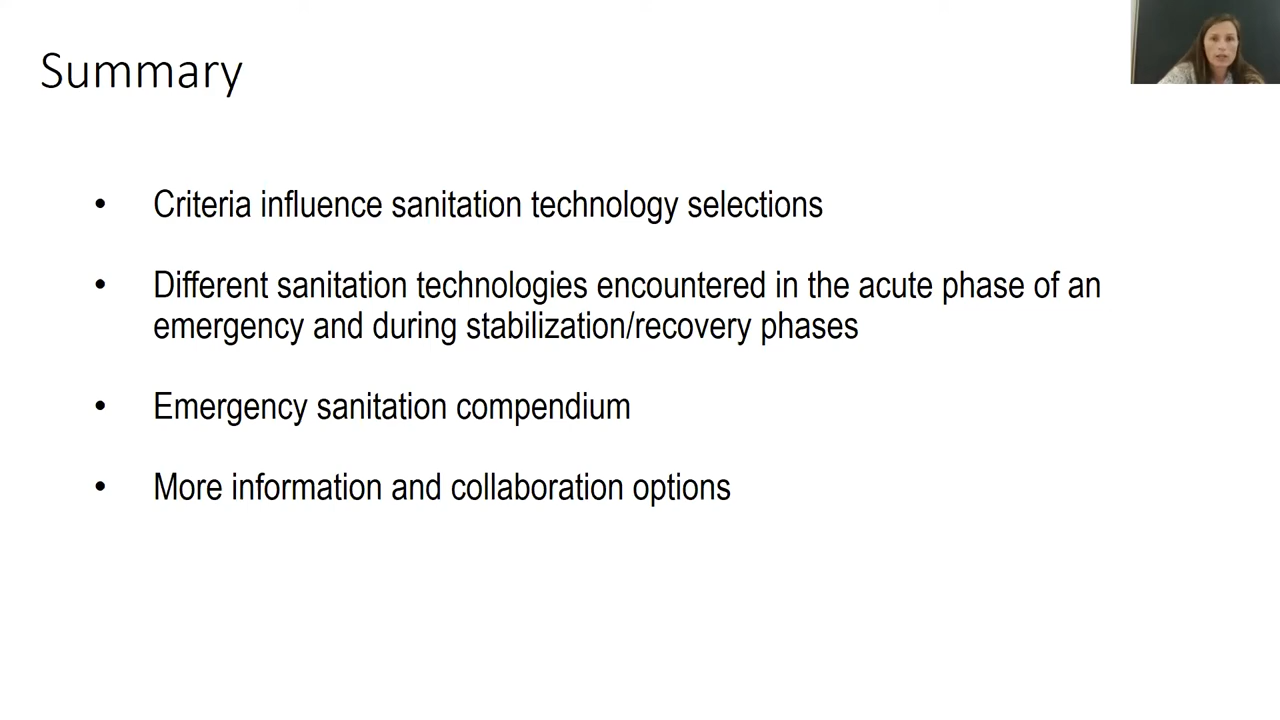 Summary
• Criteria influence sanitation technology selections
• Different sanitation technologies encountered in the acute phase of an
emergency and during stabilization/recovery phases
• Emergency sanitation compendium
• More information and collaboration options